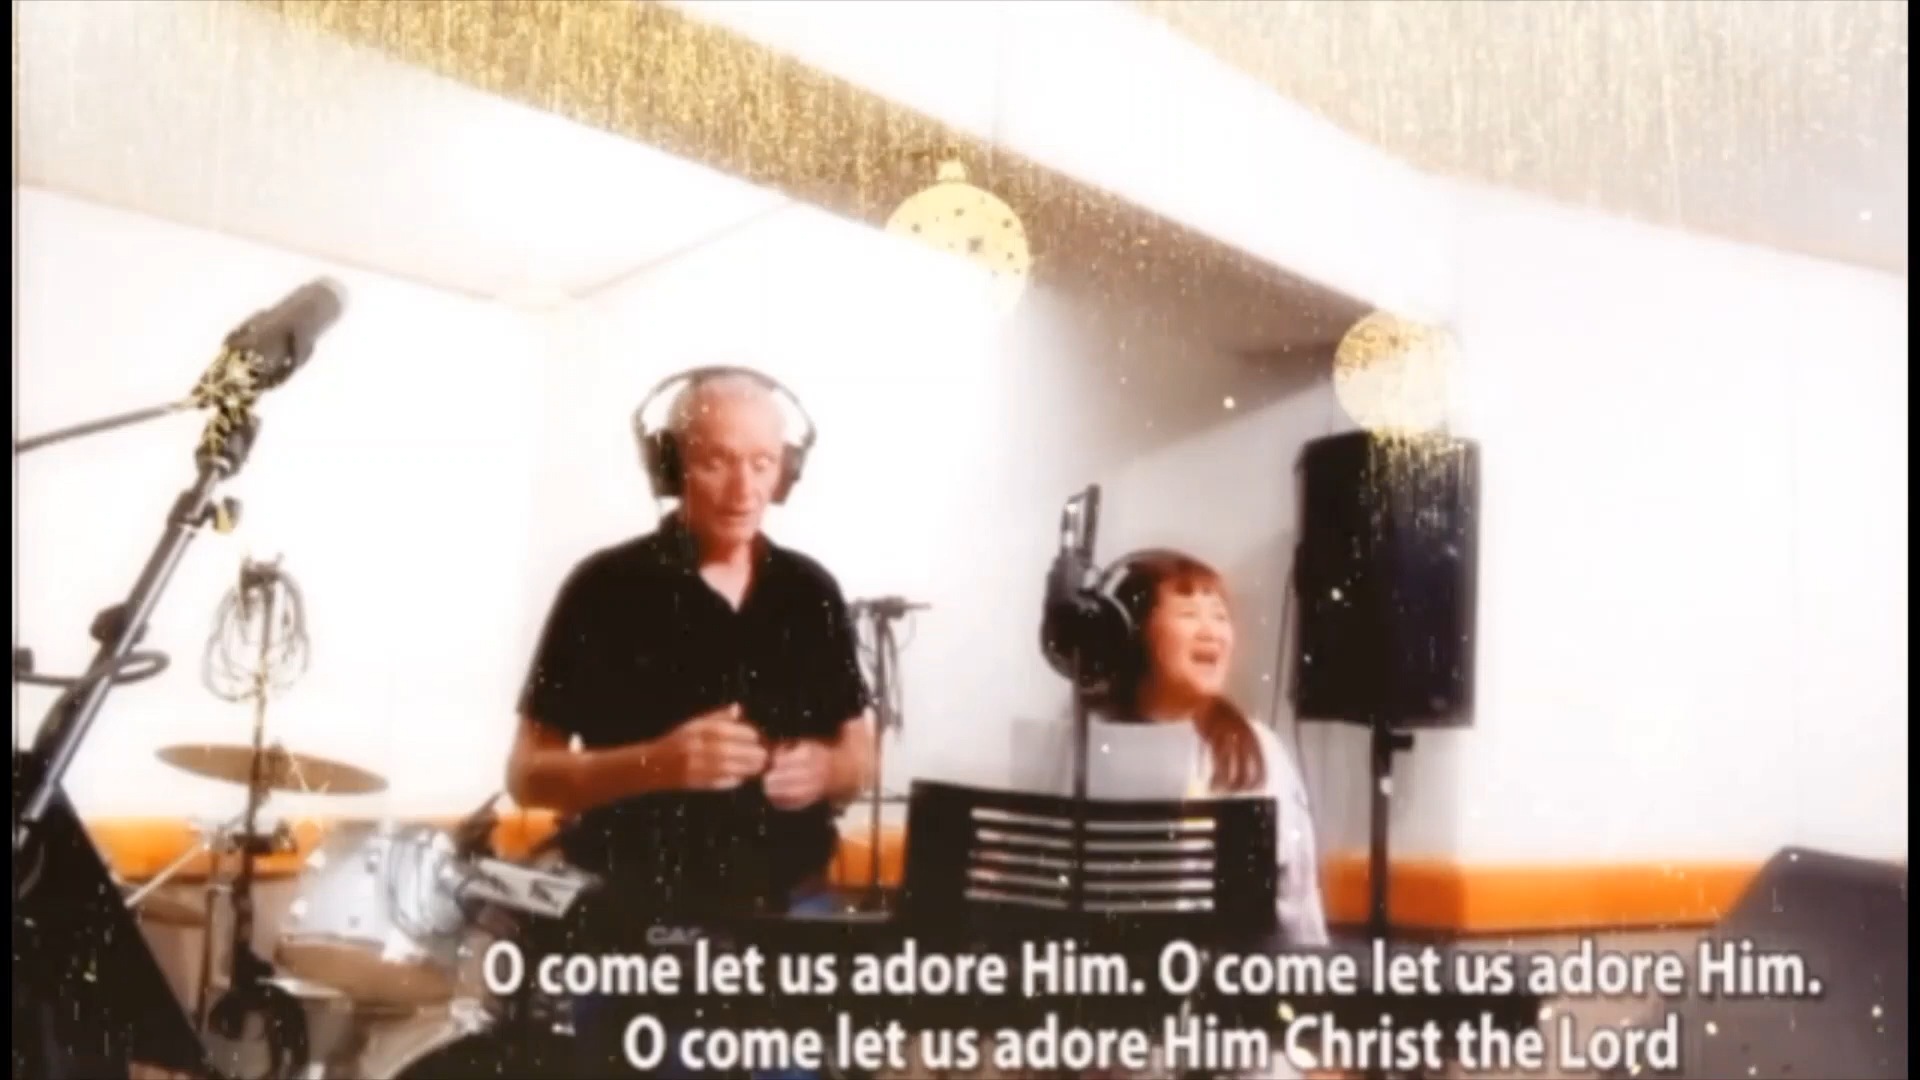 O come let us adore Him. O come let us adore Him.
O come let us adore Him Christ the Lord